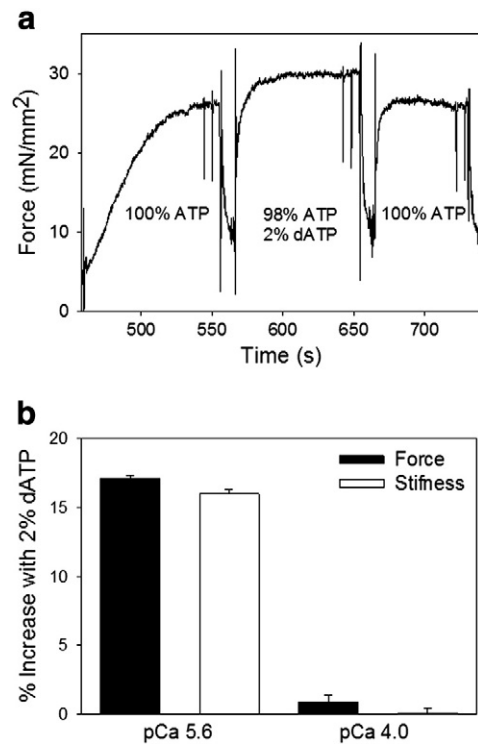 a
Force (mN/mm2)
30
20
10
0
100% ATP
98% ATP
2% dATP
100% ATP
500
550
600
650
700
Time (s)
b
% Increase with 2% dATP
20
15
10
5
0
Force
Stifness
pCa 5.6
pCa 4.0